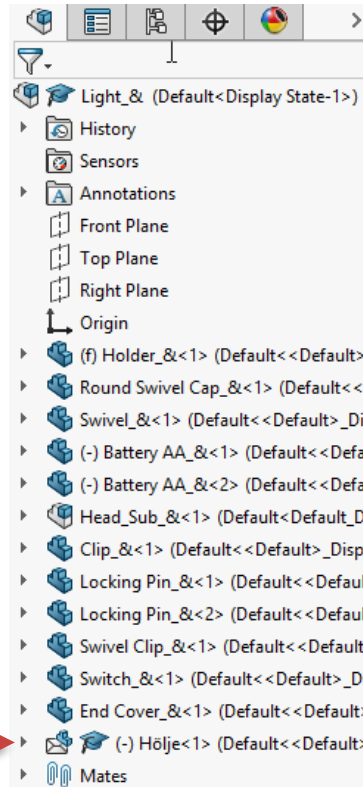 Light_& (Default<Display State-1>)
History
Sensors
A Annotations
Front Plane
Top Plane
Right Plane
Origin
(f) Holder_&<1> (Default<<Default>
Round Swivel Cap_&<1> (Default<<
Swivel_&<1> (Default<<Default>_Di
(-) Battery AA_&<1> (Default<<Defa
(-) Battery AA_&<2> (Default<<Defa
Head_Sub_&<1> (Default<Default_D
Clip_&<1> (Default<<Default>_Disp
Locking Pin_&<1> (Default<<Defaul
Locking Pin_&<2> (Default<<Defaul
Swivel Clip_&<1> (Default<<Default
Switch_&<1> (Default<<Default>_D
End Cover_&<1> (Default<<Default>
(-) Hölje<1> (Default<<Default>
Mates